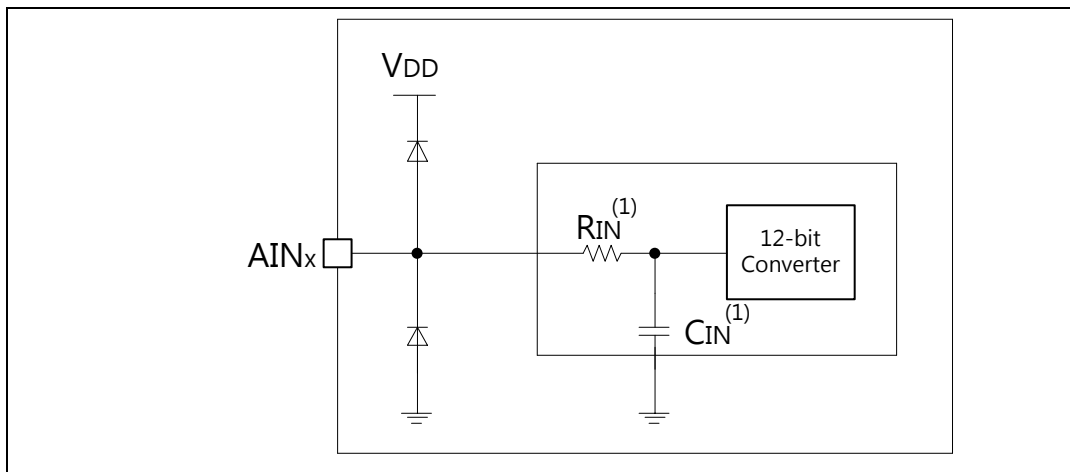 VDD
RIN(1)
12-bit
Converter
AINx
CIN(1)